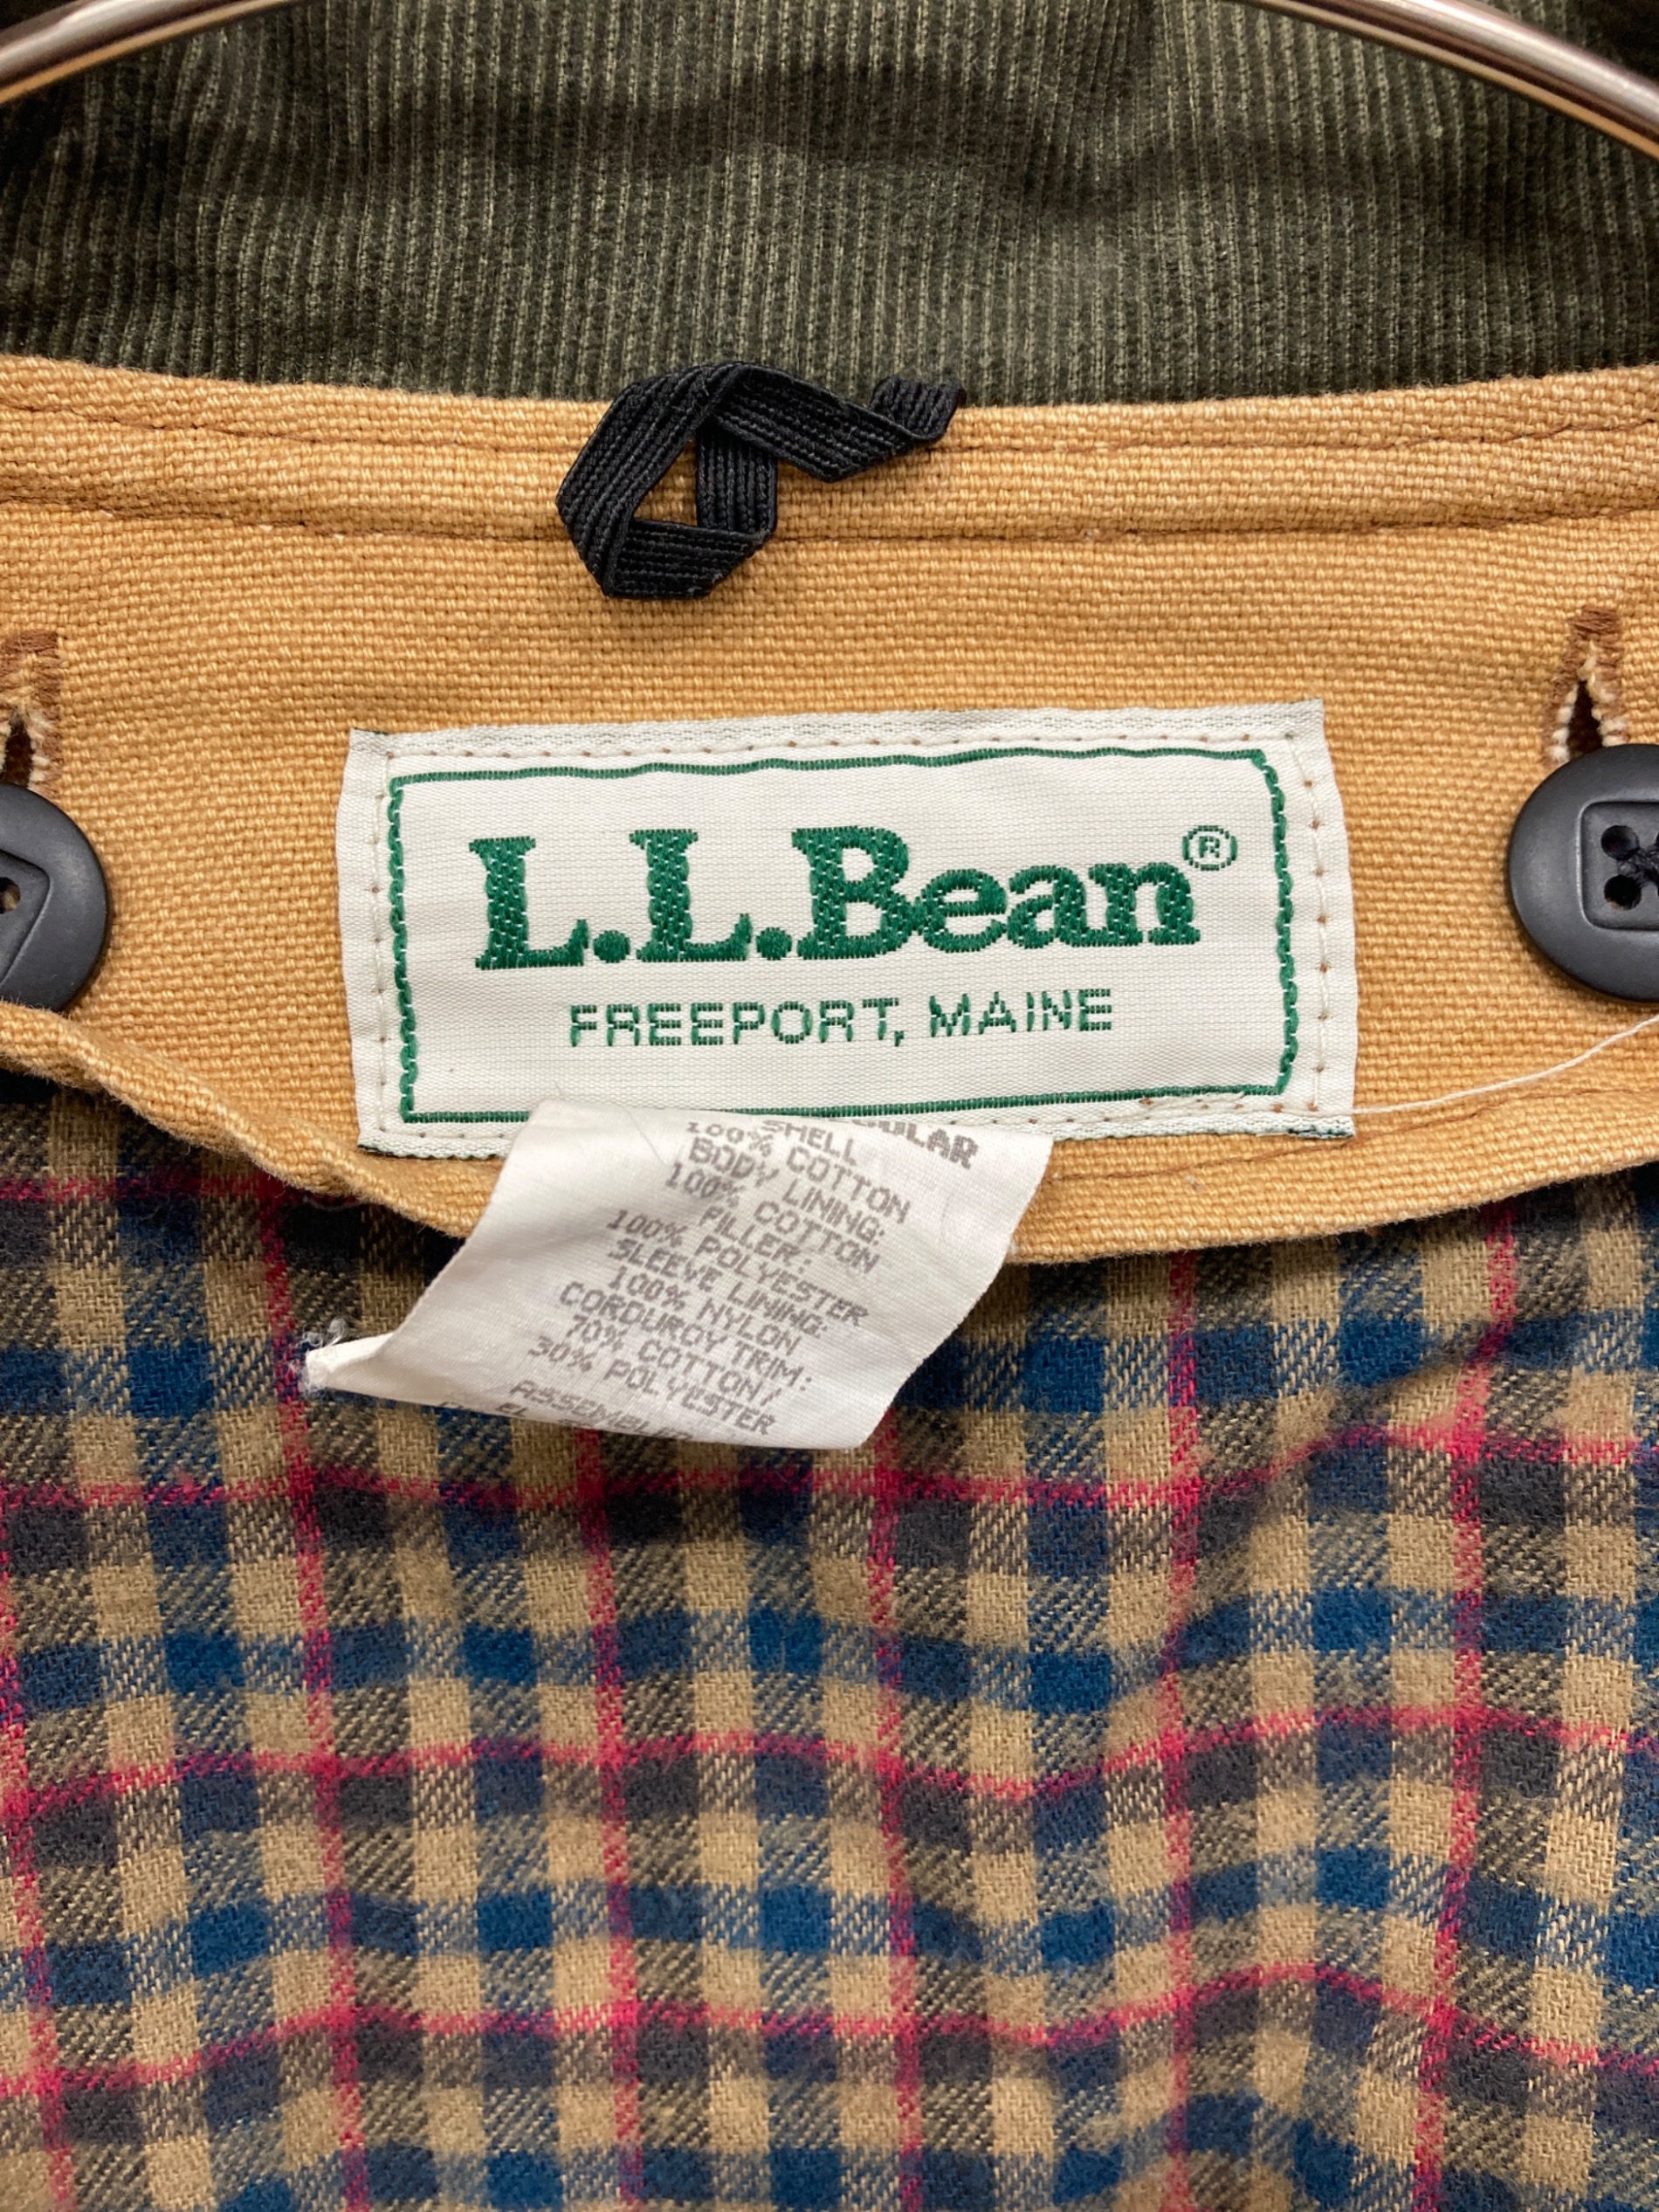 L.L.Bean®
FREEPORT, MAINE
SHELL
100% COTTON
BODY LINING:
100% COTTON
FILLER:
100% POLYESTER
SLEEVE LINING:
100% NYLON
CORDUROY TRIM:
70% COTTON/
30% POLYESTER